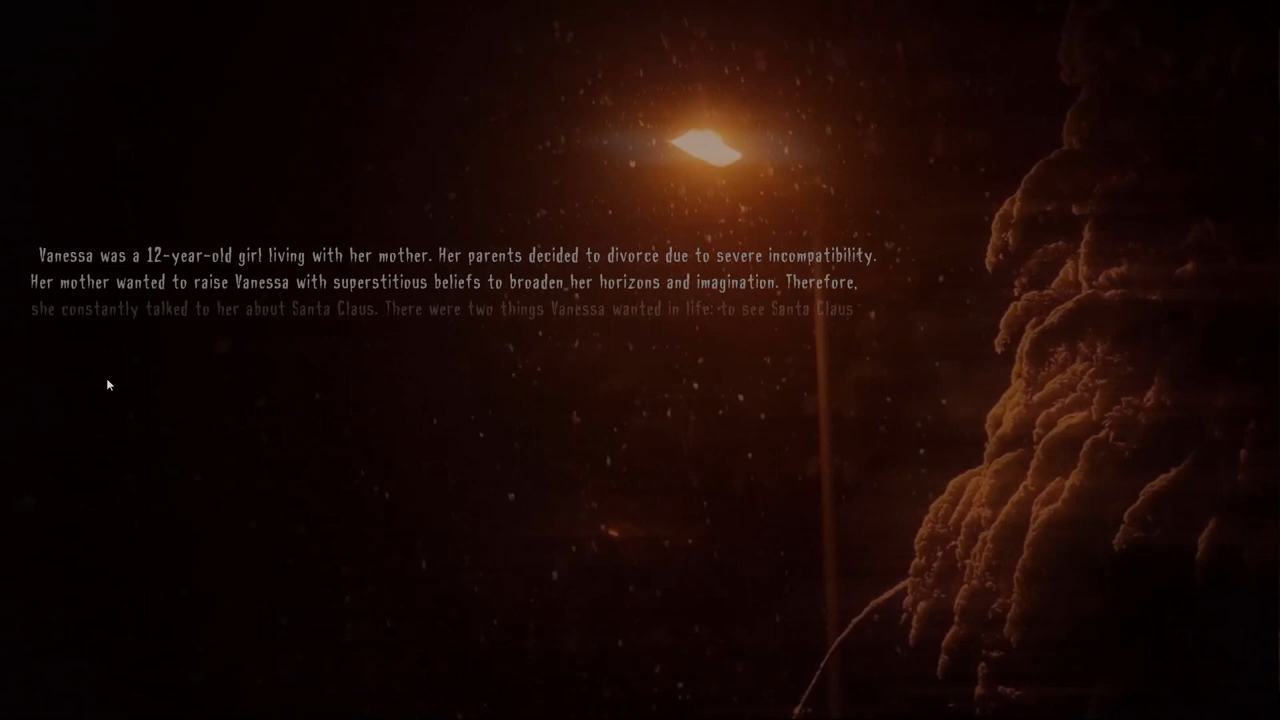 Vanessa was a 12-year-old girl living with her mother. Her parents decided to divorce due to severe incompatibility.
Her mother wanted to raise Vanessa with superstitious beliefs to broaden her horizons and imagination. Therefore,
she constantly talked to her about Santa Claus. There were two things Vanessa wanted in life: to see Santa Claus